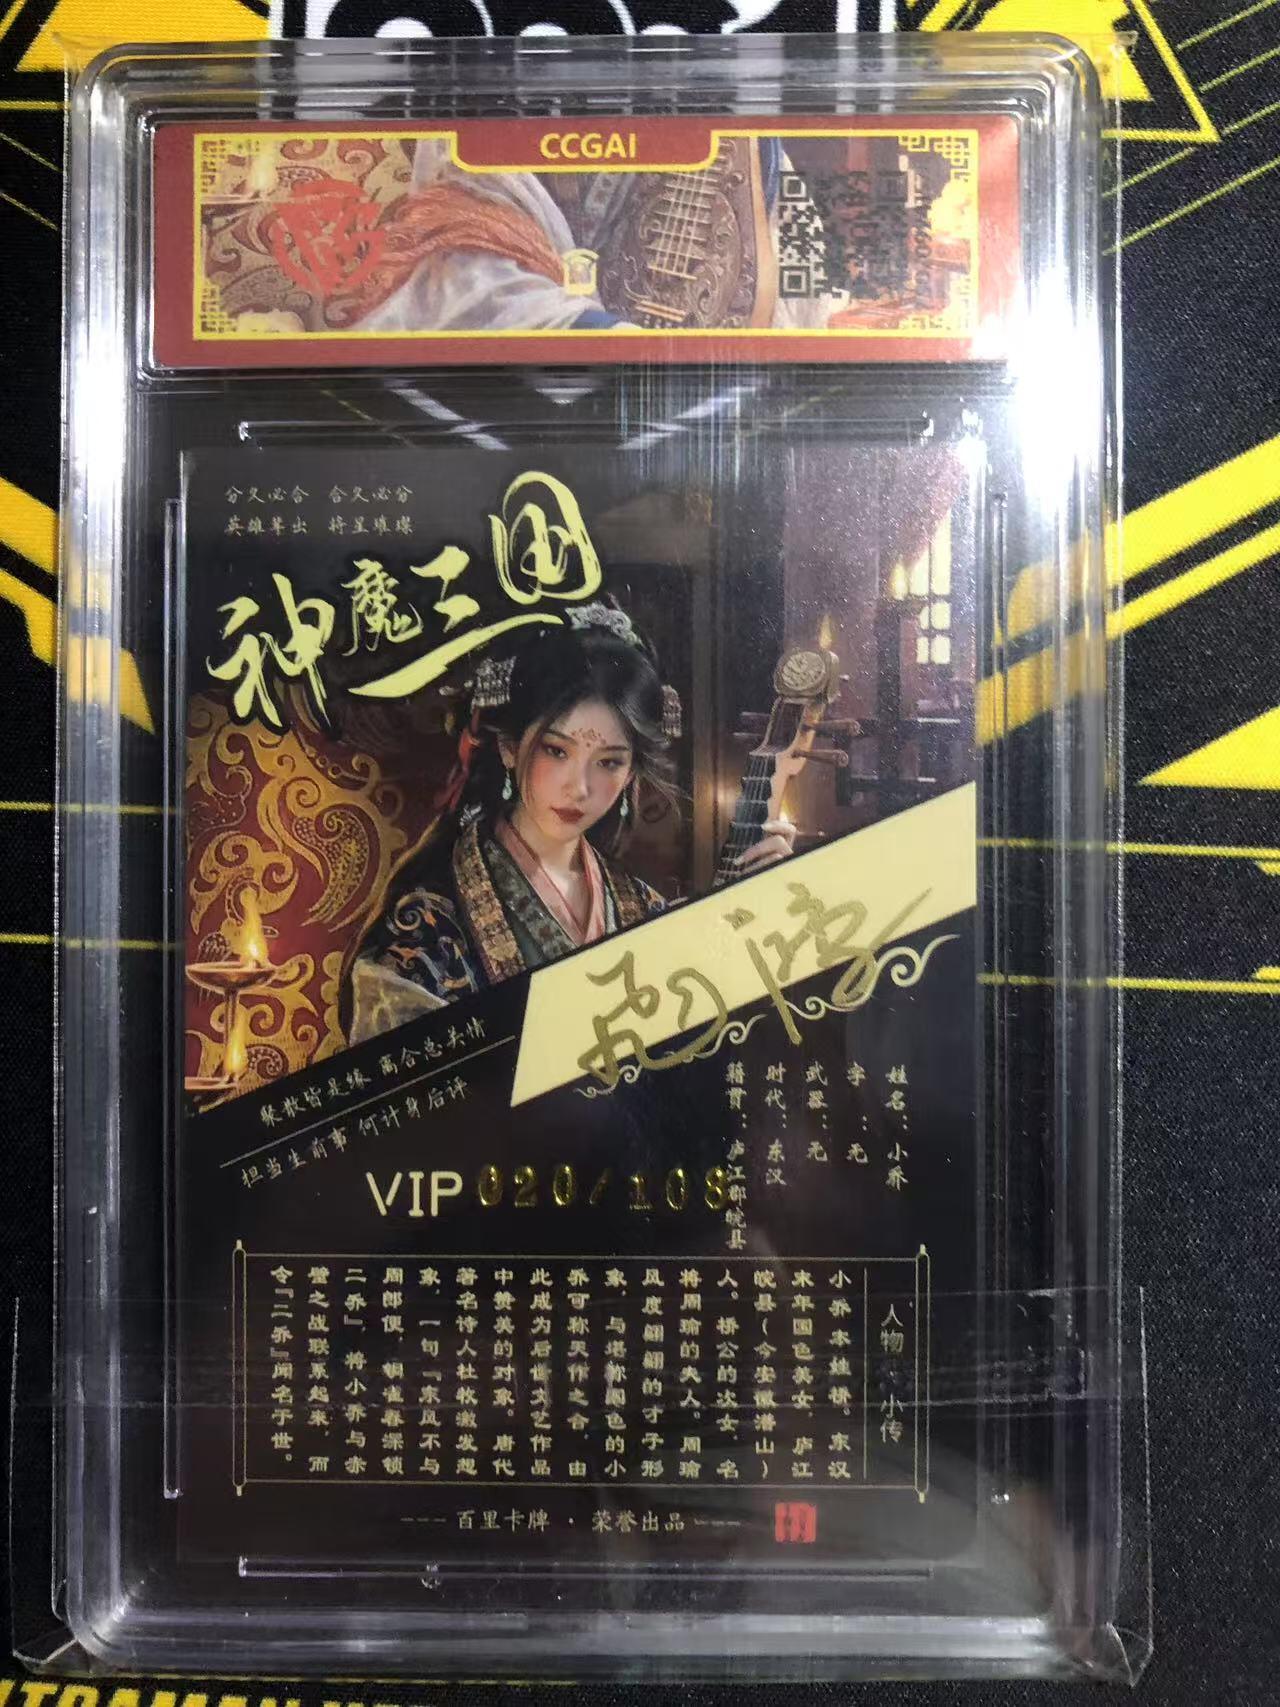 CCGAI
分久必合 合久必分
英雄辈出 将星璀璨
神魔三国
聚散皆是缘 离合总关情
担当生前事 何计身后评
VIP 020/108
姓名：小乔
字：无
武器：无
时代：东汉
籍贯：庐江郡皖县
人物·小传
小乔本姓桥。东汉
末年国色美女，庐江
皖县（今安徽潜山）
人。桥公的次女，名
将周瑜的夫人。周瑜
风度翩翩的才子形
象，与堪称国色的小
乔可称天作之合，由
此成为后世文艺作品
中赞美的对象。唐代
著名诗人杜牧激发想
象，一句『东风不与
周郎便，铜雀春深锁
二乔』，将小乔与赤
壁之战联系起来，而
令『二乔』闻名于世。
--- 百里卡牌 · 荣誉出品 ---